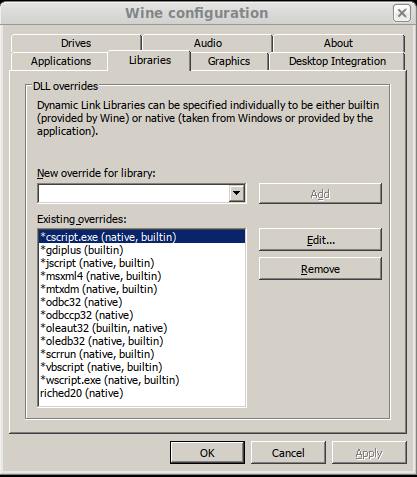 Wine configuration
Drives
Audio
About
Applications
Libraries
Graphics
Desktop Integration
DLL overrides
Dynamic Link Libraries can be specified individually to be either builtin
(provided by Wine) or native (taken from Windows or provided by the
application).
New override for library:
Add
Existing overrides:
*cscript.exe (native, builtin)
*gdiplus (builtin)
*jscript (native, builtin)
*msxml4 (native, builtin)
*mtxdm (native, builtin)
*odbc32 (native)
*odbccp32 (native)
*oleaut32 (builtin, native)
*oledb32 (native, builtin)
*scrrun (native, builtin)
*vbscript (native, builtin)
*wscript.exe (native, builtin)
riched20 (native)
Edit...
Remove
OK
Cancel
Apply